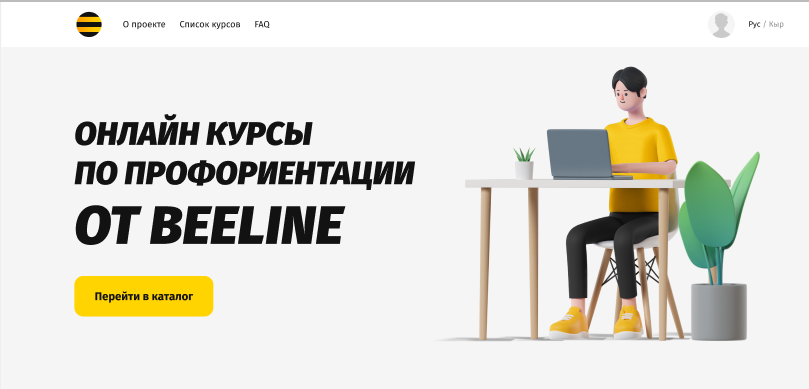 О проекте Список курсов FAQ Рус / Кыр
ОНЛАЙН КУРСЫ
ПО ПРОФОРИЕНТАЦИИ
ОТ BEELINE
Перейти в каталог